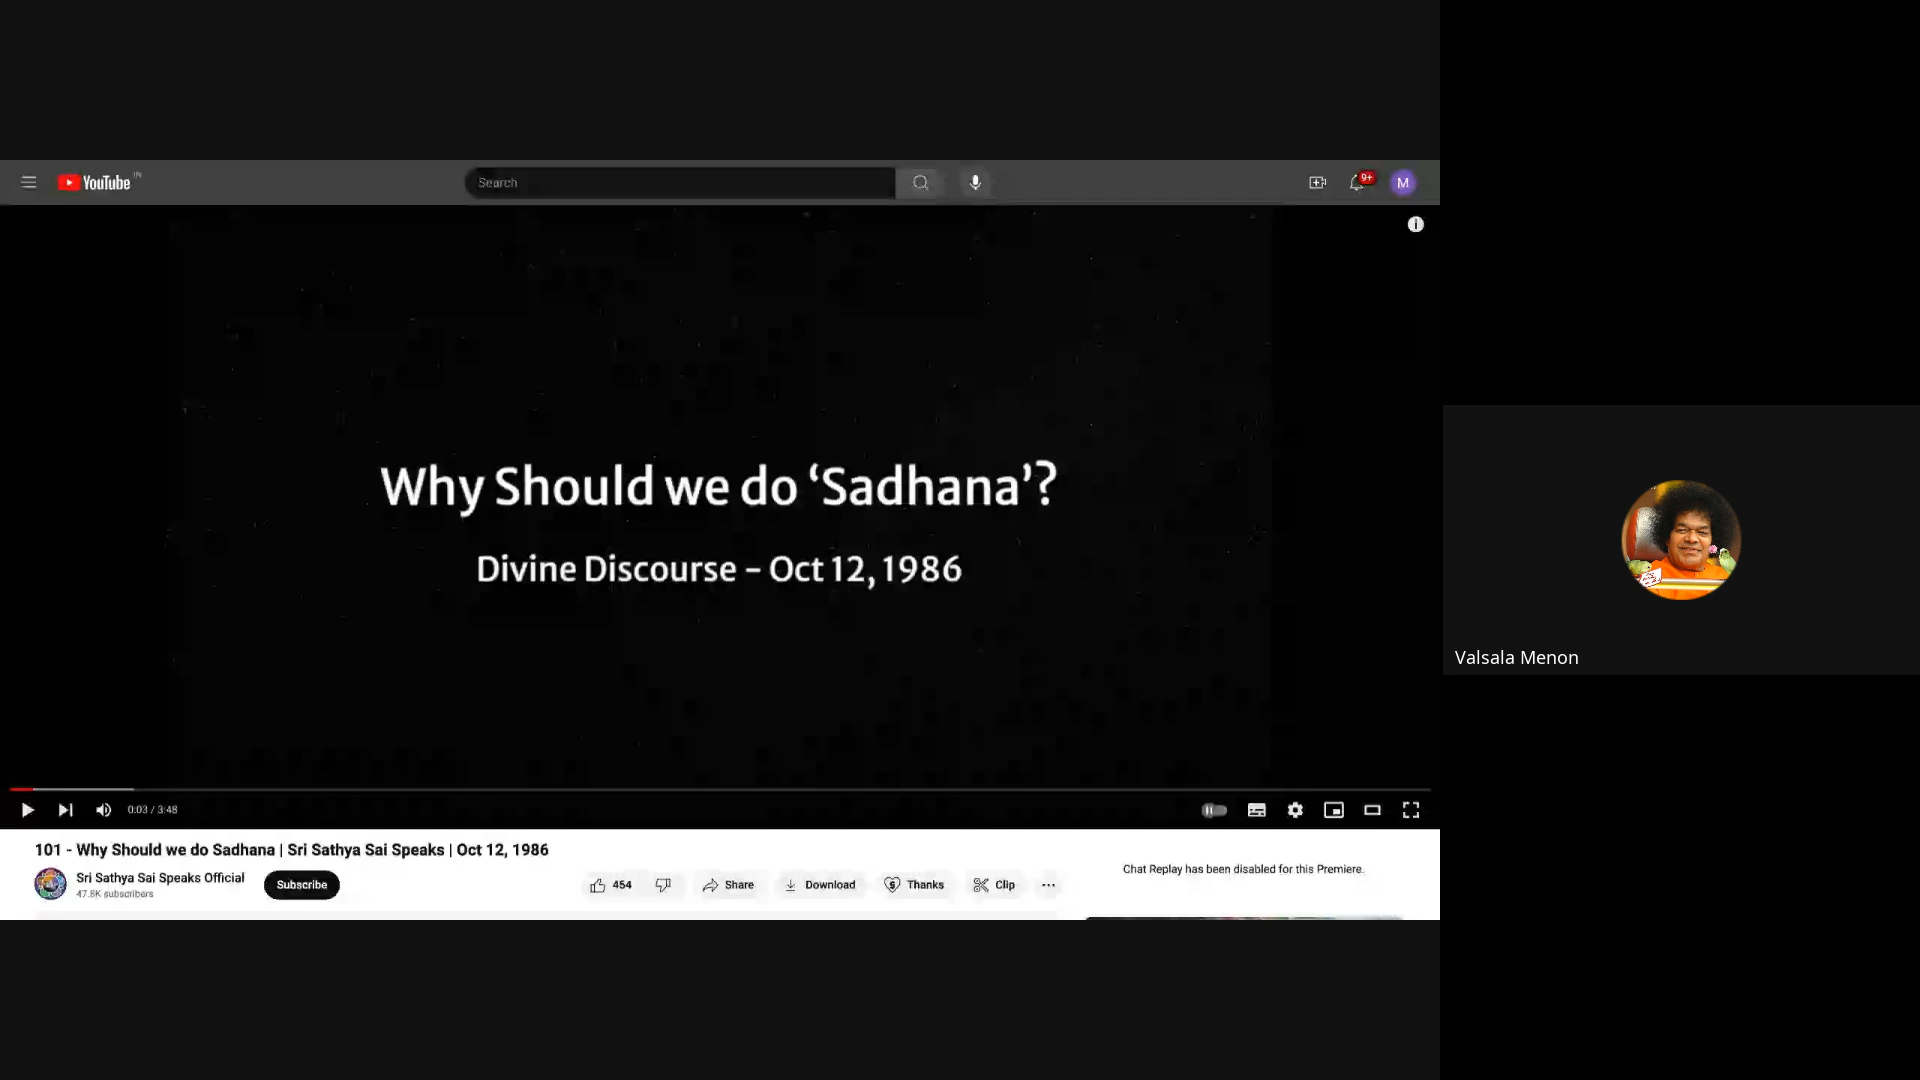 YouTube IN
Search
9+
M
Why Should we do ‘Sadhana’?
Divine Discourse – Oct 12, 1986
0:03 / 3:48
101 - Why Should we do Sadhana | Sri Sathya Sai Speaks | Oct 12, 1986
Sri Sathya Sai Speaks Official
47.8K subscribers
Subscribe
454
Share
Download
Thanks
Clip
Chat Replay has been disabled for this Premiere.
Valsala Menon